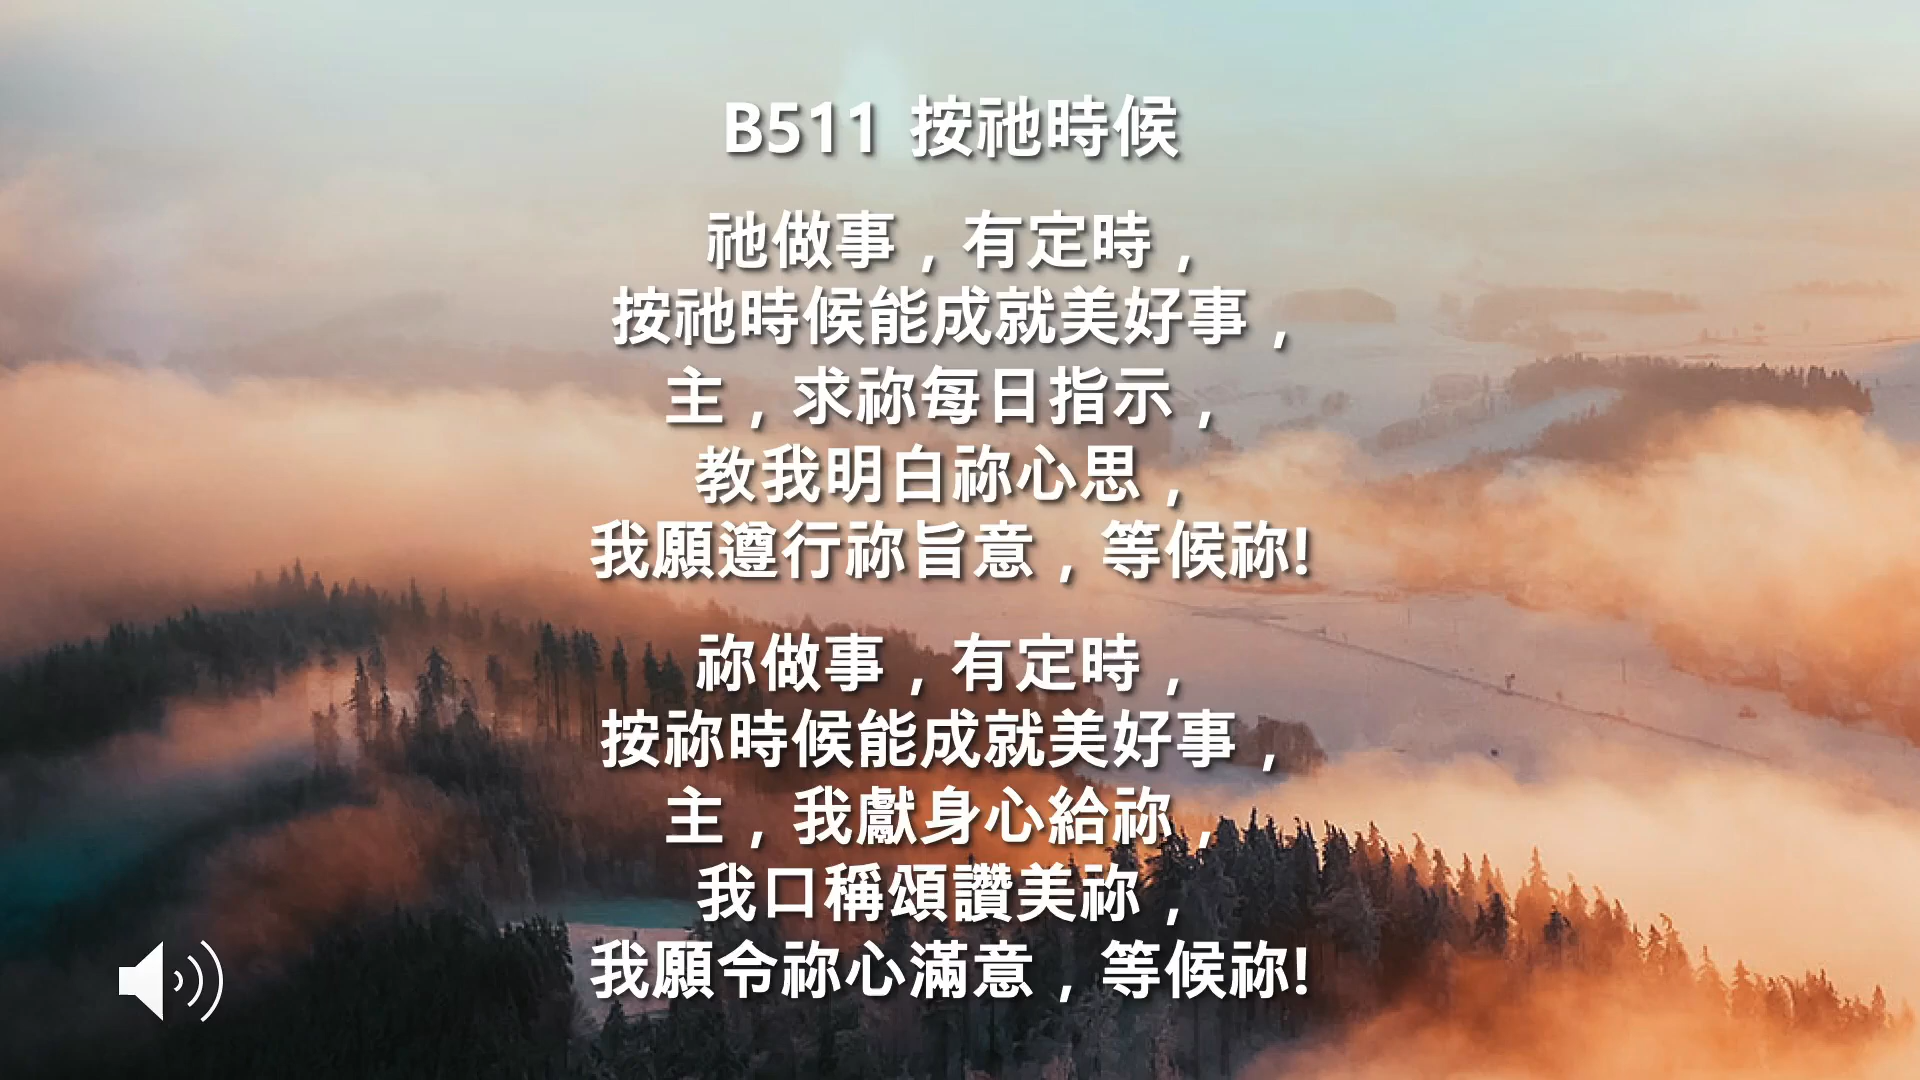 B511 按祂時候
祂做事，有定時，
按祂時候能成就美好事，
主，求祢每日指示，
教我明白祢心思，
我願遵行祢旨意，等候祢!
祢做事，有定時，
按祢時候能成就美好事，
主，我獻身心給祢，
我口稱頌讚美祢，
我願令祢心滿意，等候祢!